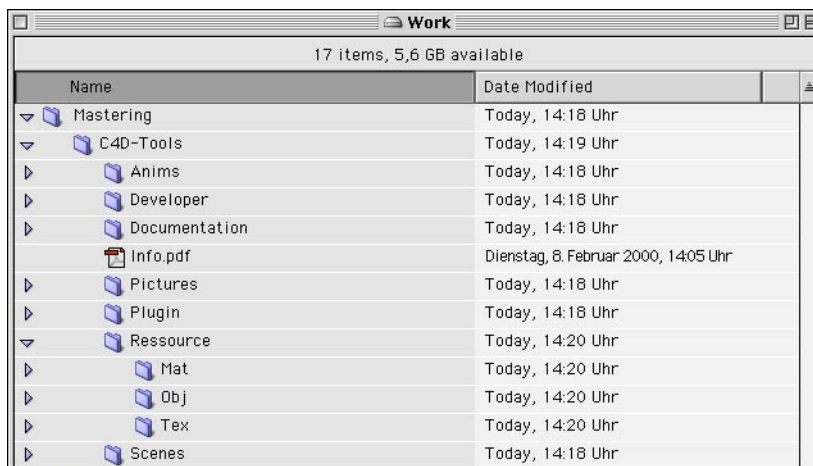 Work
17 items, 5,6 GB available
Name Date Modified
Mastering Today, 14:18 Uhr
C4D-Tools Today, 14:19 Uhr
Anims Today, 14:18 Uhr
Developer Today, 14:18 Uhr
Documentation Today, 14:18 Uhr
Info.pdf Dienstag, 8. Februar 2000, 14:05 Uhr
Pictures Today, 14:18 Uhr
Plugin Today, 14:18 Uhr
Ressource Today, 14:20 Uhr
Mat Today, 14:20 Uhr
Obj Today, 14:20 Uhr
Tex Today, 14:20 Uhr
Scenes Today, 14:18 Uhr